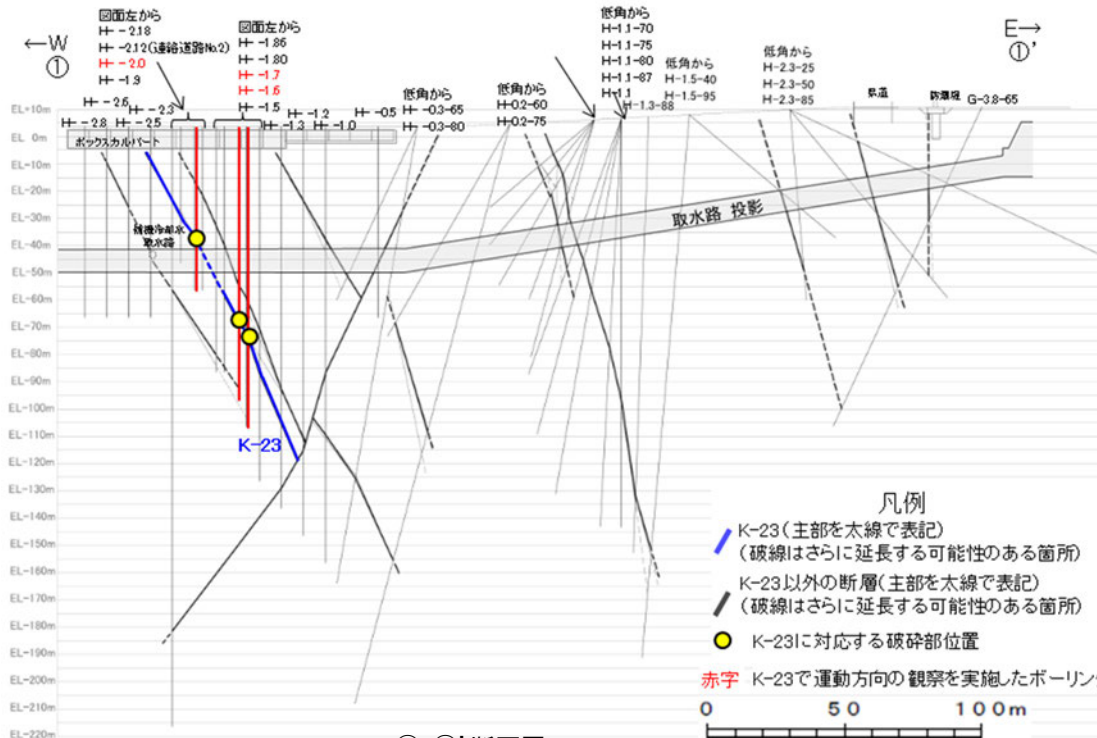 図面左から
H- -2.18
H- -2.12(連絡道路No.2)
H- -2.0
H- -1.9
←W
①
図面左から
H- -1.85
H- -1.80
H- -1.7
H- -1.6
H- -1.5
低角から
H-1.1-70
H-1.1-75
H-1.1-80
H-1.1-87
H-1.1
E→
①'
低角から
H-1.5-40
H-1.5-95
低角から
H-2.3-25
H-2.3-50
H-2.3-85
低角から
H-0.2-60
H-0.2-75
低角から
H- -0.3-65
H- -0.3-80
H- -2.6
H- -2.3
H- -2.8
H- -2.5
H- -1.3
H- -1.2
H- -1.0
H- -0.5
H-1.3-88
県道
防潮堤
G-3.8-65
ボックスカルバート
補機冷却水
取水路
取水路 投影
EL+10m
EL 0m
EL-10m
EL-20m
EL-30m
EL-40m
EL-50m
EL-60m
EL-70m
EL-80m
EL-90m
EL-100m
EL-110m
EL-120m
EL-130m
EL-140m
EL-150m
EL-160m
EL-170m
EL-180m
EL-190m
EL-200m
EL-210m
EL-220m
K-23
凡例
K-23(主部を太線で表記)
(破線はさらに延長する可能性のある箇所)
K-23以外の断層(主部を太線で表記)
(破線はさらに延長する可能性のある箇所)
K-23に対応する破砕部位置
赤字 K-23で運動方向の観察を実施したボーリン
0 50 100m